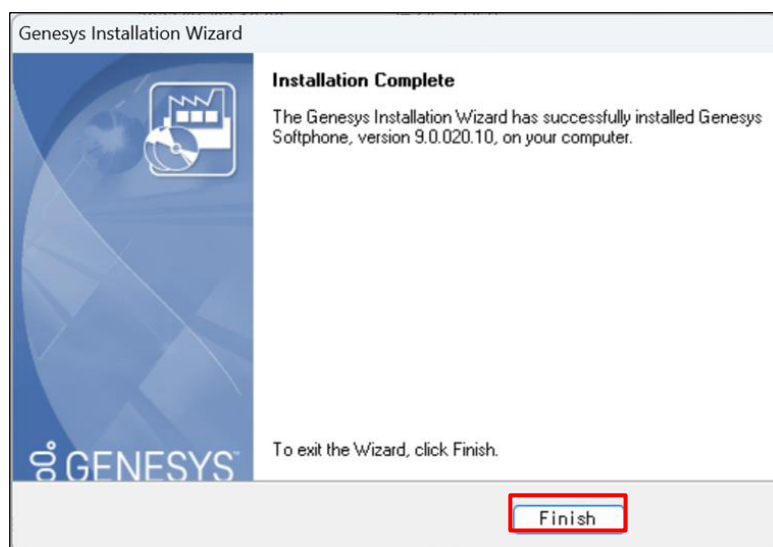 Genesys Installation Wizard
Installation Complete
The Genesys Installation Wizard has successfully installed Genesys
Softphone, version 9.0.020.10, on your computer.
To exit the Wizard, click Finish.
GENESYS™
Finish